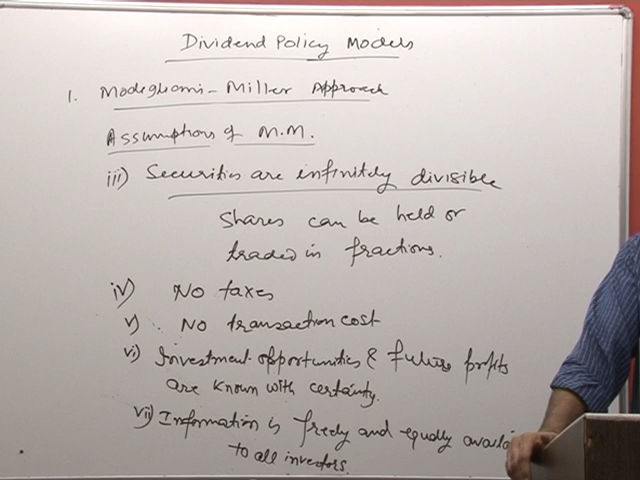 Dividend Policy Models
1. Modegliani - Miller Approach
Assumptions of M.M.
iii) Securities are infinitely divisible
Shares can be held or
traded in fractions.
iv) No taxes
v) No transaction cost
vi) Investment opportunities & future profits
are known with certainty.
vii) Information is freely and equally availa
to all investors.